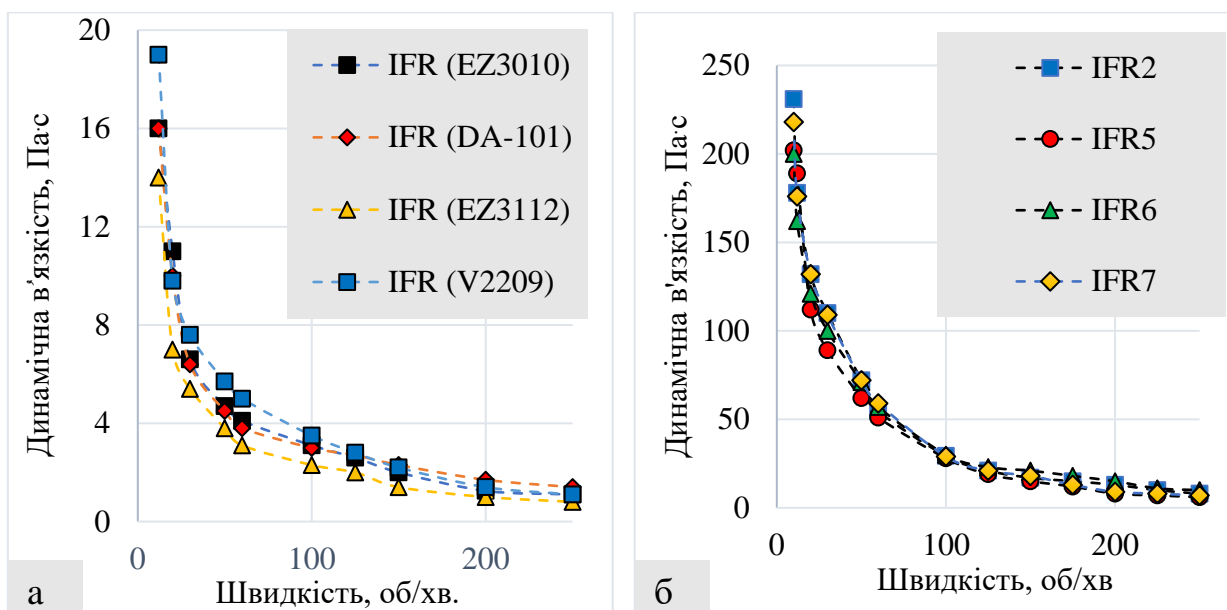 20
16
12
8
4
0
0
100
200
Динамічна в'язкість, Па·с
Швидкість, об/хв.
IFR (EZ3010)
IFR (DA-101)
IFR (EZ3112)
IFR (V2209)
а
250
200
150
100
50
0
0
100
200
Динамічна в'язкість, Па·с
Швидкість, об/хв
IFR2
IFR5
IFR6
IFR7
б